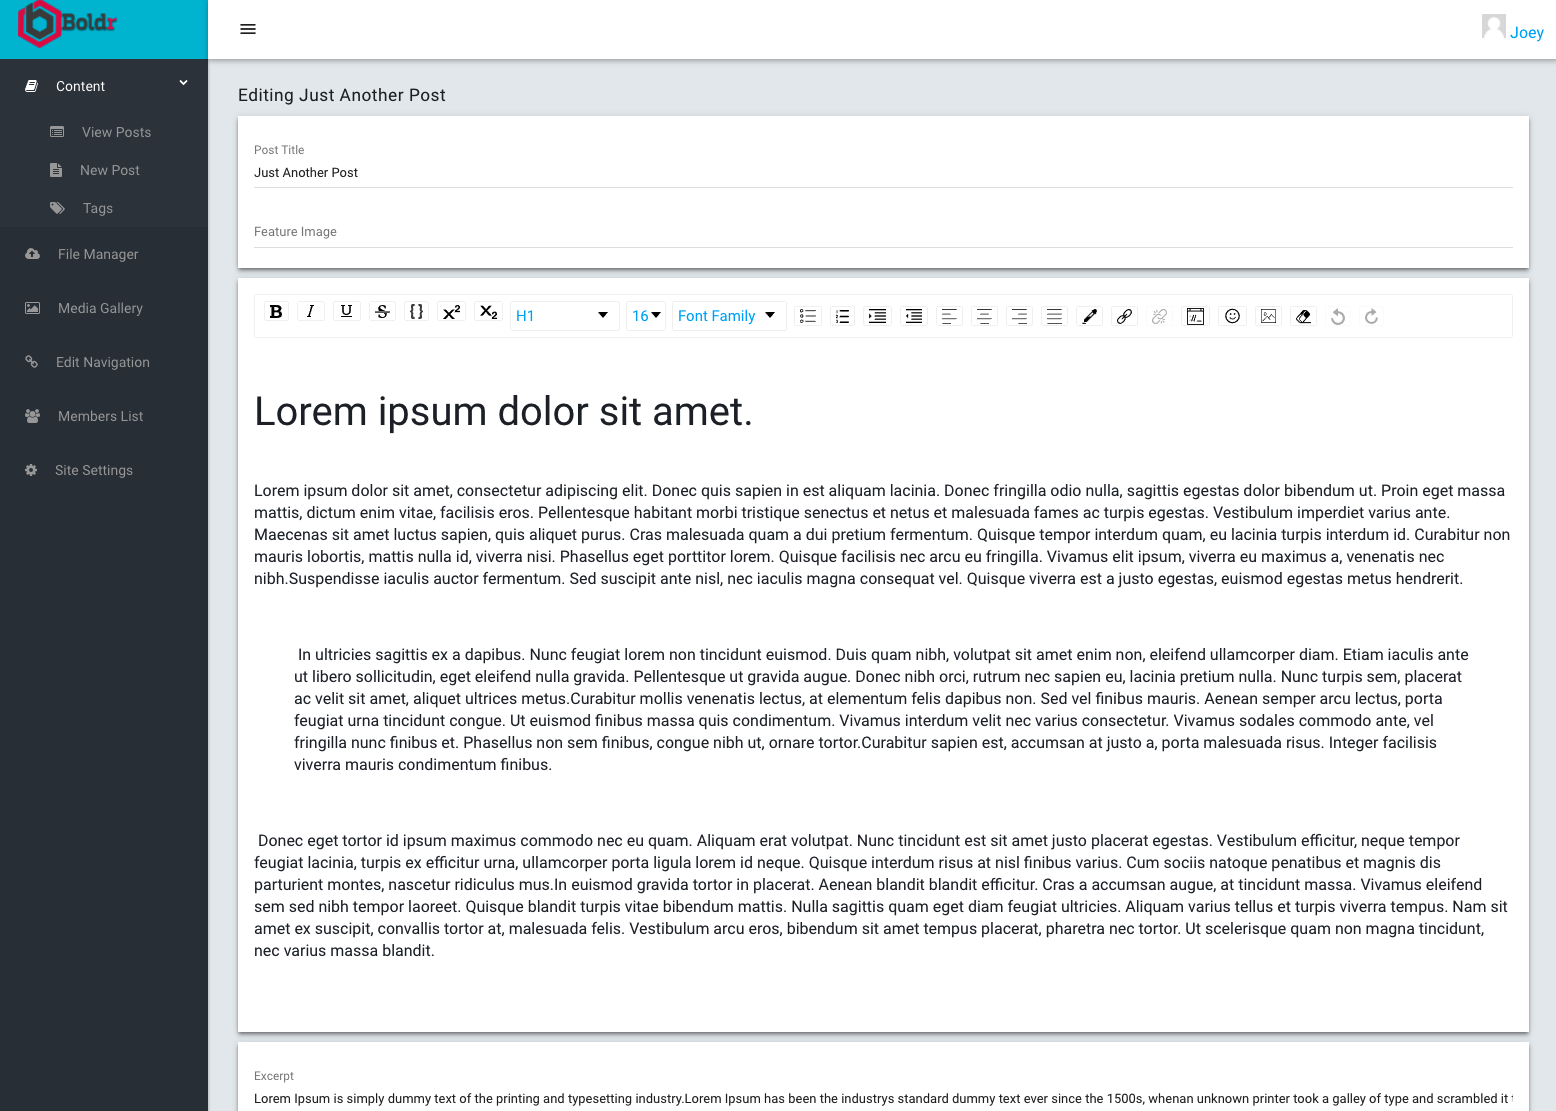 Boldr
Joey
Content
View Posts
New Post
Tags
File Manager
Media Gallery
Edit Navigation
Members List
Site Settings
Editing Just Another Post
Post Title
Just Another Post
Feature Image
B I U S {} X² X₂ H1 16 Font Family
Lorem ipsum dolor sit amet.
Lorem ipsum dolor sit amet, consectetur adipiscing elit. Donec quis sapien in est aliquam lacinia. Donec fringilla odio nulla, sagittis egestas dolor bibendum ut. Proin eget massa
mattis, dictum enim vitae, facilisis eros. Pellentesque habitant morbi tristique senectus et netus et malesuada fames ac turpis egestas. Vestibulum imperdiet varius ante.
Maecenas sit amet luctus sapien, quis aliquet purus. Cras malesuada quam a dui pretium fermentum. Quisque tempor interdum quam, eu lacinia turpis interdum id. Curabitur non
mauris lobortis, mattis nulla id, viverra nisi. Phasellus eget porttitor lorem. Quisque facilisis nec arcu eu fringilla. Vivamus elit ipsum, viverra eu maximus a, venenatis nec
nibh.Suspendisse iaculis auctor fermentum. Sed suscipit ante nisl, nec iaculis magna consequat vel. Quisque viverra est a justo egestas, euismod egestas metus hendrerit.
In ultricies sagittis ex a dapibus. Nunc feugiat lorem non tincidunt euismod. Duis quam nibh, volutpat sit amet enim non, eleifend ullamcorper diam. Etiam iaculis ante
ut libero sollicitudin, eget eleifend nulla gravida. Pellentesque ut gravida augue. Donec nibh orci, rutrum nec sapien eu, lacinia pretium nulla. Nunc turpis sem, placerat
ac velit sit amet, aliquet ultrices metus.Curabitur mollis venenatis lectus, at elementum felis dapibus non. Sed vel finibus mauris. Aenean semper arcu lectus, porta
feugiat urna tincidunt congue. Ut euismod finibus massa quis condimentum. Vivamus interdum velit nec varius consectetur. Vivamus sodales commodo ante, vel
fringilla nunc finibus et. Phasellus non sem finibus, congue nibh ut, ornare tortor.Curabitur sapien est, accumsan at justo a, porta malesuada risus. Integer facilisis
viverra mauris condimentum finibus.
Donec eget tortor id ipsum maximus commodo nec eu quam. Aliquam erat volutpat. Nunc tincidunt est sit amet justo placerat egestas. Vestibulum efficitur, neque tempor
feugiat lacinia, turpis ex efficitur urna, ullamcorper porta ligula lorem id neque. Quisque interdum risus at nisl finibus varius. Cum sociis natoque penatibus et magnis dis
parturient montes, nascetur ridiculus mus.In euismod gravida tortor in placerat. Aenean blandit blandit efficitur. Cras a accumsan augue, at tincidunt massa. Vivamus eleifend
sem sed nibh tempor laoreet. Quisque blandit turpis vitae bibendum mattis. Nulla sagittis quam eget diam feugiat ultricies. Aliquam varius tellus et turpis viverra tempus. Nam sit
amet ex suscipit, convallis tortor at, malesuada felis. Vestibulum arcu eros, bibendum sit amet tempus placerat, pharetra nec tortor. Ut scelerisque quam non magna tincidunt,
nec varius massa blandit.
Excerpt
Lorem Ipsum is simply dummy text of the printing and typesetting industry.Lorem Ipsum has been the industrys standard dummy text ever since the 1500s, whenan unknown printer took a galley of type and scrambled it